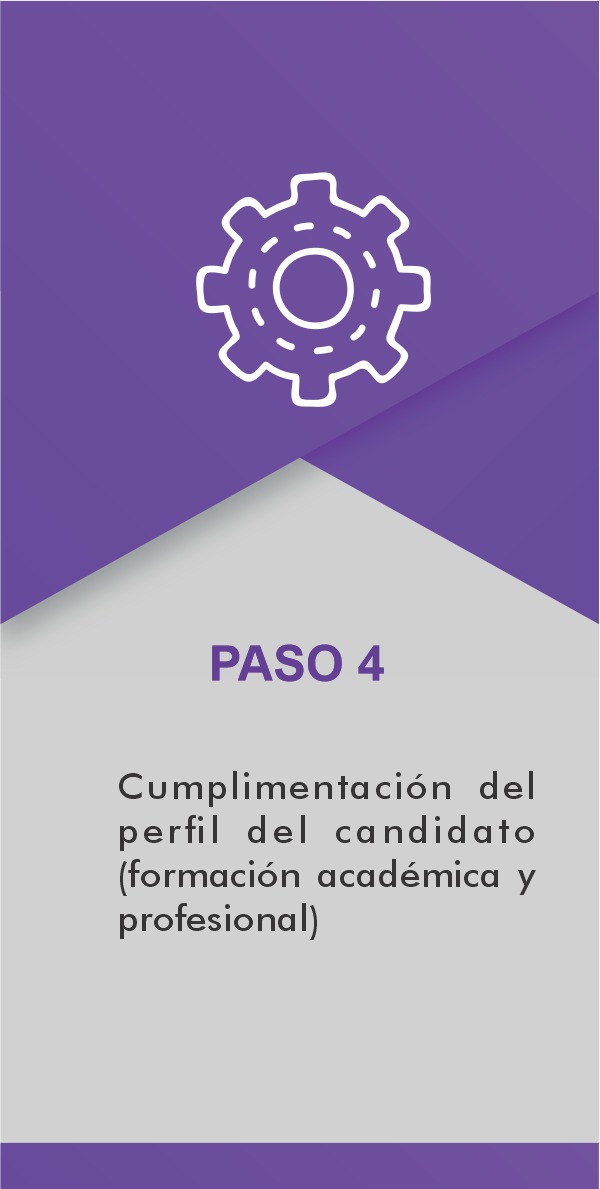 PASO 4
Cumplimentación del
perfil del candidato
(formación académica y
profesional)